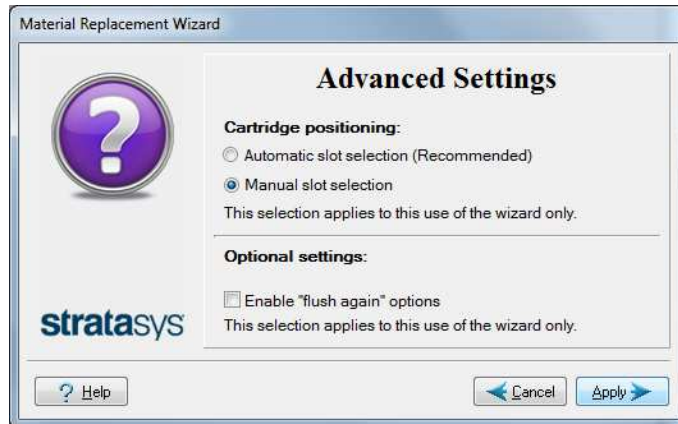 Material Replacement Wizard
Advanced Settings
Cartridge positioning:
Automatic slot selection (Recommended)
Manual slot selection
This selection applies to this use of the wizard only.
Optional settings:
Enable "flush again" options
This selection applies to this use of the wizard only.
stratasys
? Help
Cancel
Apply